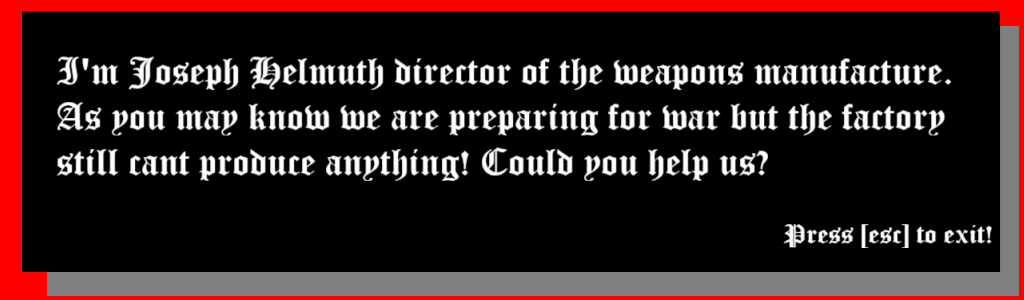 I'm Joseph Helmuth director of the weapons manufacture.
As you may know we are preparing for war but the factory
still cant produce anything! Could you help us?
Press [esc] to exit!